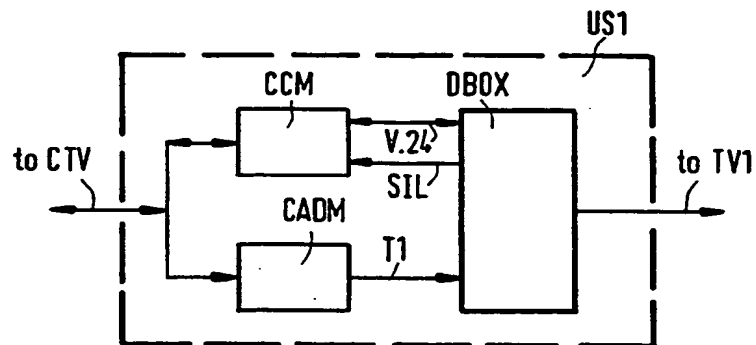 US1
CCM
DBOX
to CTV
V.24
to TV1
SIL
CADM
T1